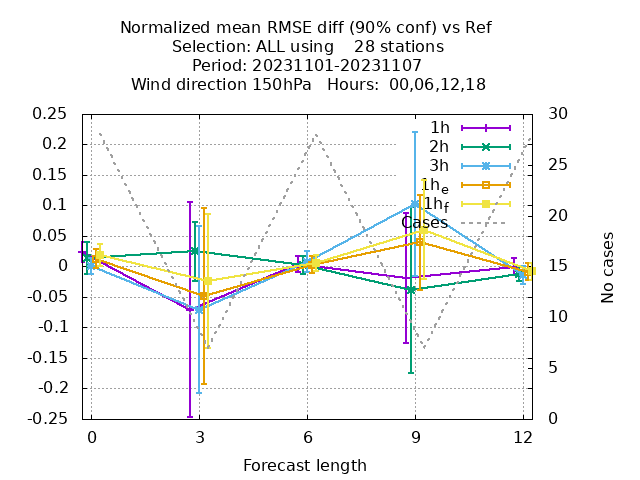 Normalized mean RMSE diff (90% conf) vs Ref
Selection: ALL using    28 stations
Period: 20231101-20231107
Wind direction 150hPa   Hours:  00,06,12,18
0.25
0.2
0.15
0.1
0.05
0
-0.05
-0.1
-0.15
-0.2
-0.25
30
25
20
15
10
5
0
1h
2h
3h
1h_e
1h_f
Cases
No cases
0
3
6
9
12
Forecast length